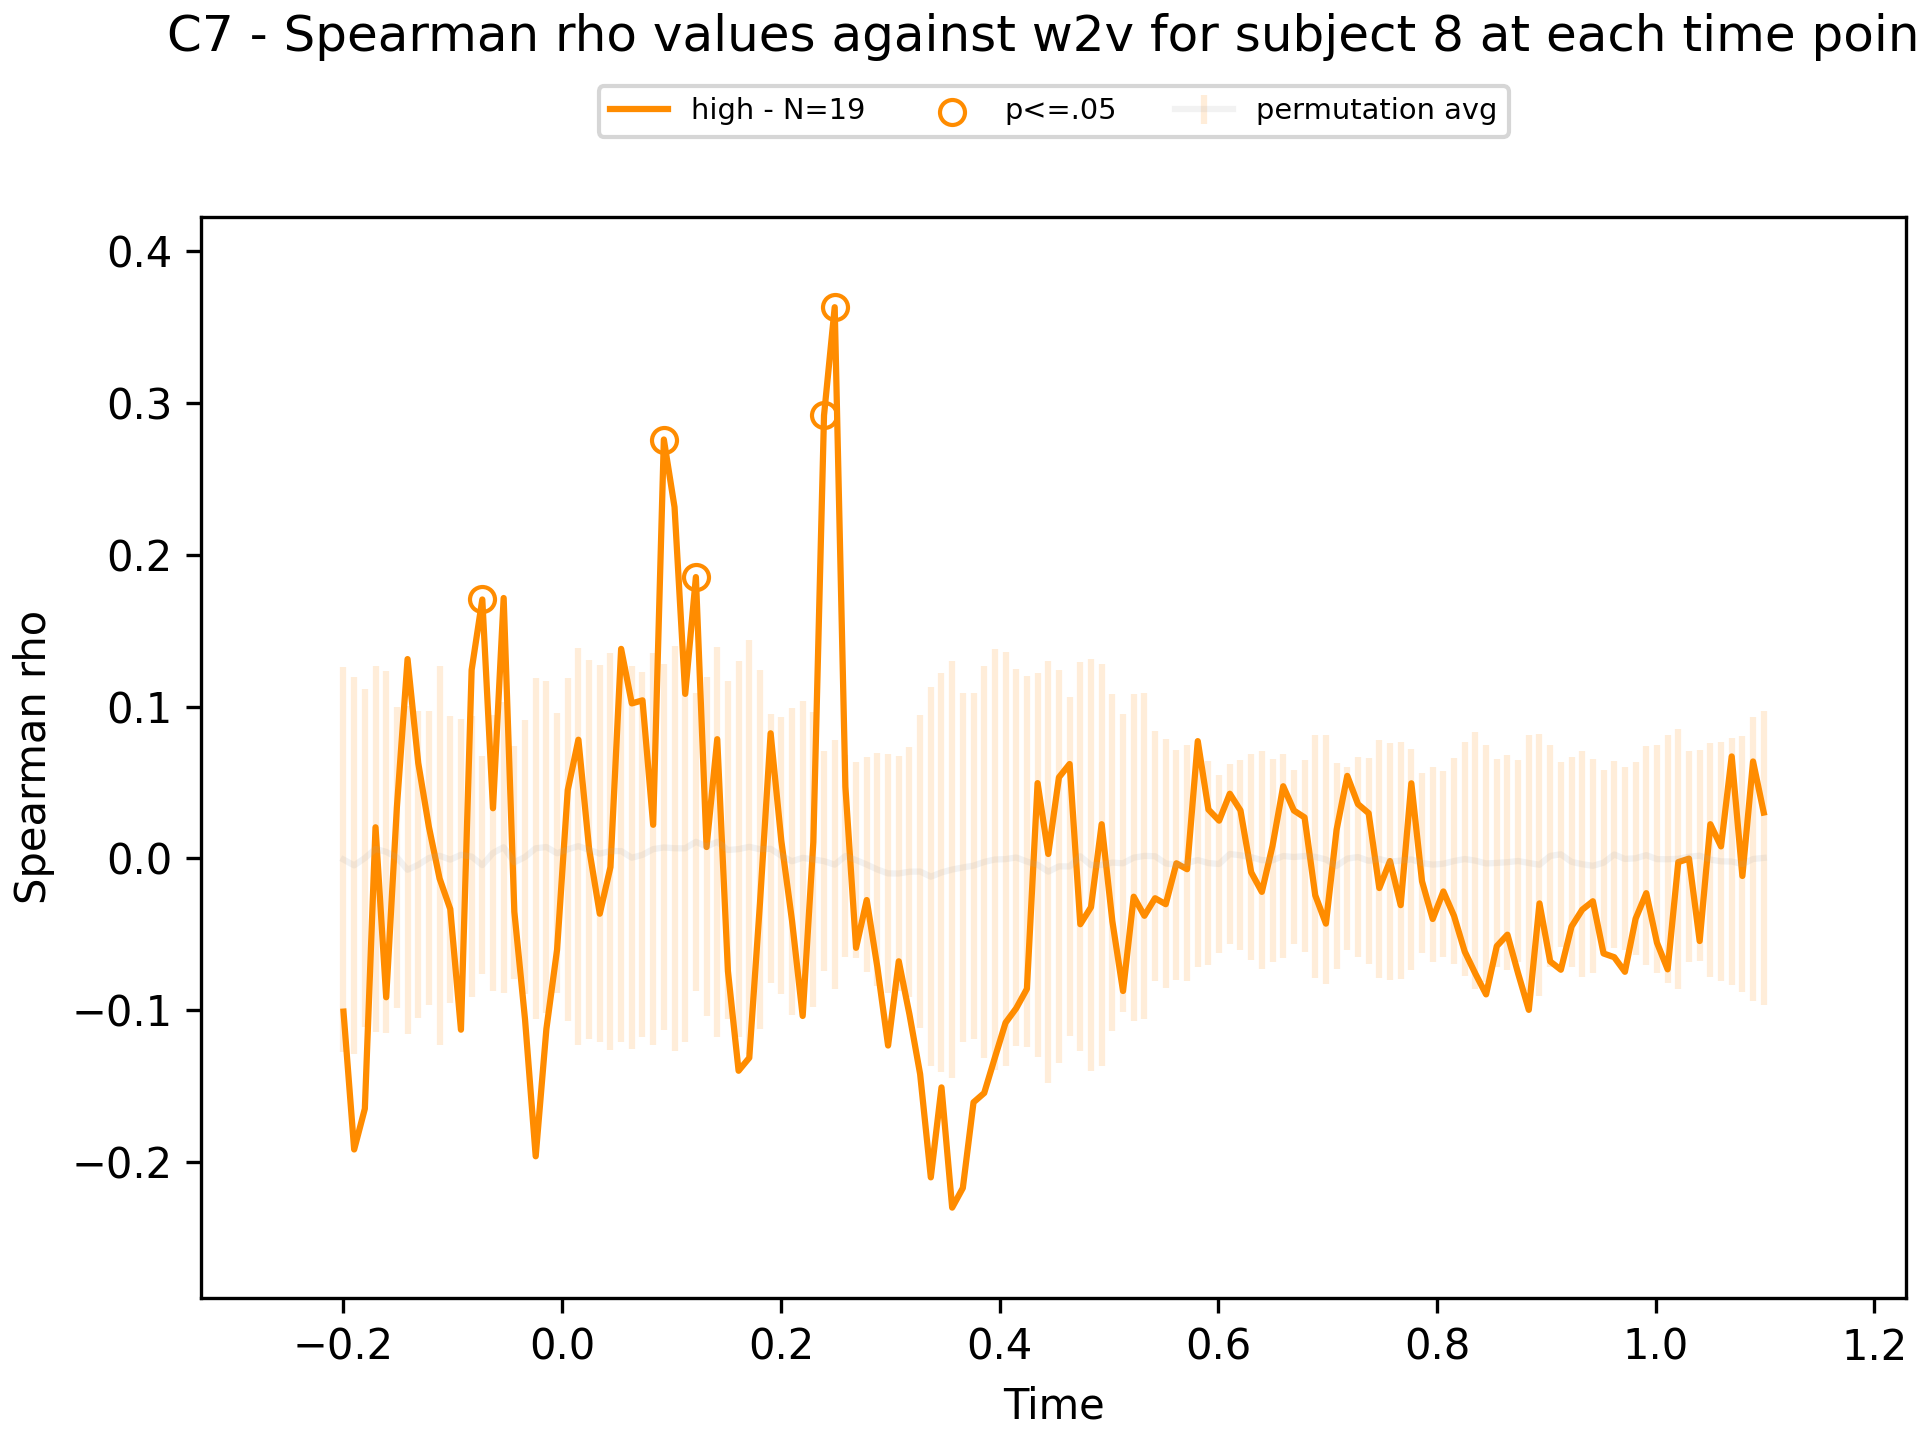 C7 - Spearman rho values against w2v for subject 8 at each time poin
high - N=19 p<=.05 permutation avg
0.4
0.3
0.2
0.1
0.0
−0.1
−0.2
Spearman rho
−0.2 0.0 0.2 0.4 0.6 0.8 1.0 1.2
Time